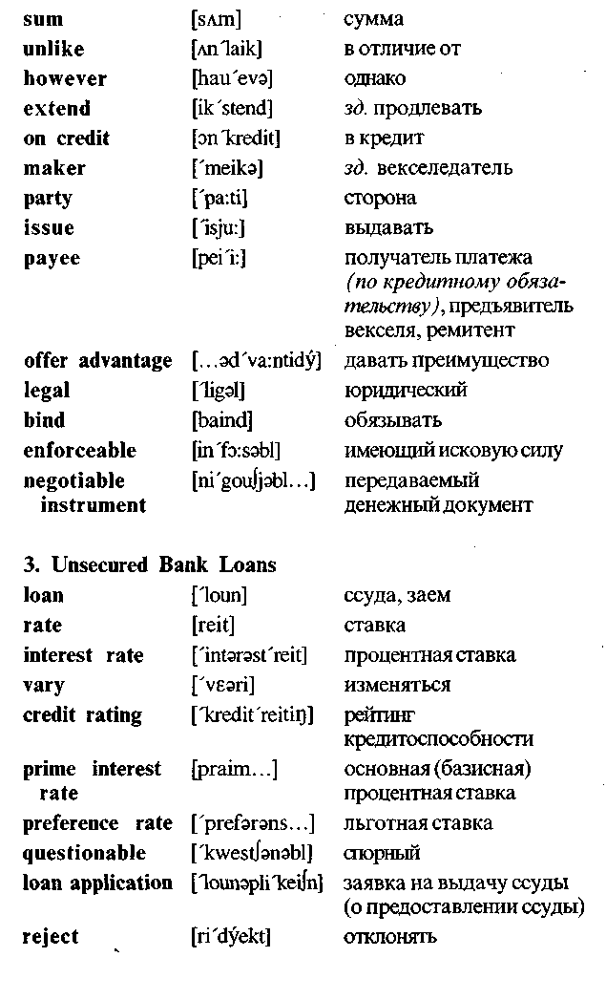 sum [sʌm] сумма
unlike [ʌn´laik] в отличие от
however [hau´evə] однако
extend [ik´stend] зд. продлевать
on credit [ɔn´kredit] в кредит
maker [´meikə] зд. векселедатель
party [´pa:ti] сторона
issue [´isju:] выдавать
payee [pei´i:] получатель платежа
(по кредитному обяза-
тельству), предъявитель
векселя, ремитент
offer advantage [...əd´va:ntidý] давать преимущество
legal [´ligəl] юридический
bind [baind] обязывать
enforceable [in´fɔ:səbl] имеющий исковую силу
negotiable [ni´gouʃjəbl...] передаваемый
instrument денежный документ
3. Unsecured Bank Loans
loan [´loun] ссуда, заем
rate [reit] ставка
interest rate [´intərəst´reit] процентная ставка
vary [´vɛəri] изменяться
credit rating [´kredit´reitiŋ] рейтинг
кредитоспособности
prime interest [praim...] основная (базисная)
rate процентная ставка
preference rate [´prefərəns...] льготная ставка
questionable [´kwestʃənəbl] спорный
loan application [´lounəpli´keiʃn] заявка на выдачу ссуды
(о предоставлении ссуды)
reject [ri´dýekt] отклонять